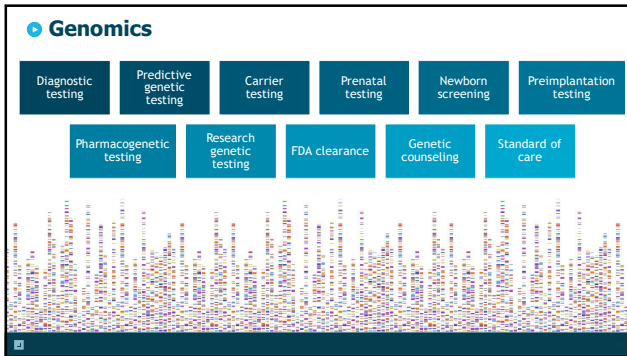 Genomics
Diagnostic
testing
Predictive
genetic
testing
Carrier
testing
Prenatal
testing
Newborn
screening
Preimplantation
testing
Pharmacogenetic
testing
Research
genetic
testing
FDA clearance
Genetic
counseling
Standard of
care